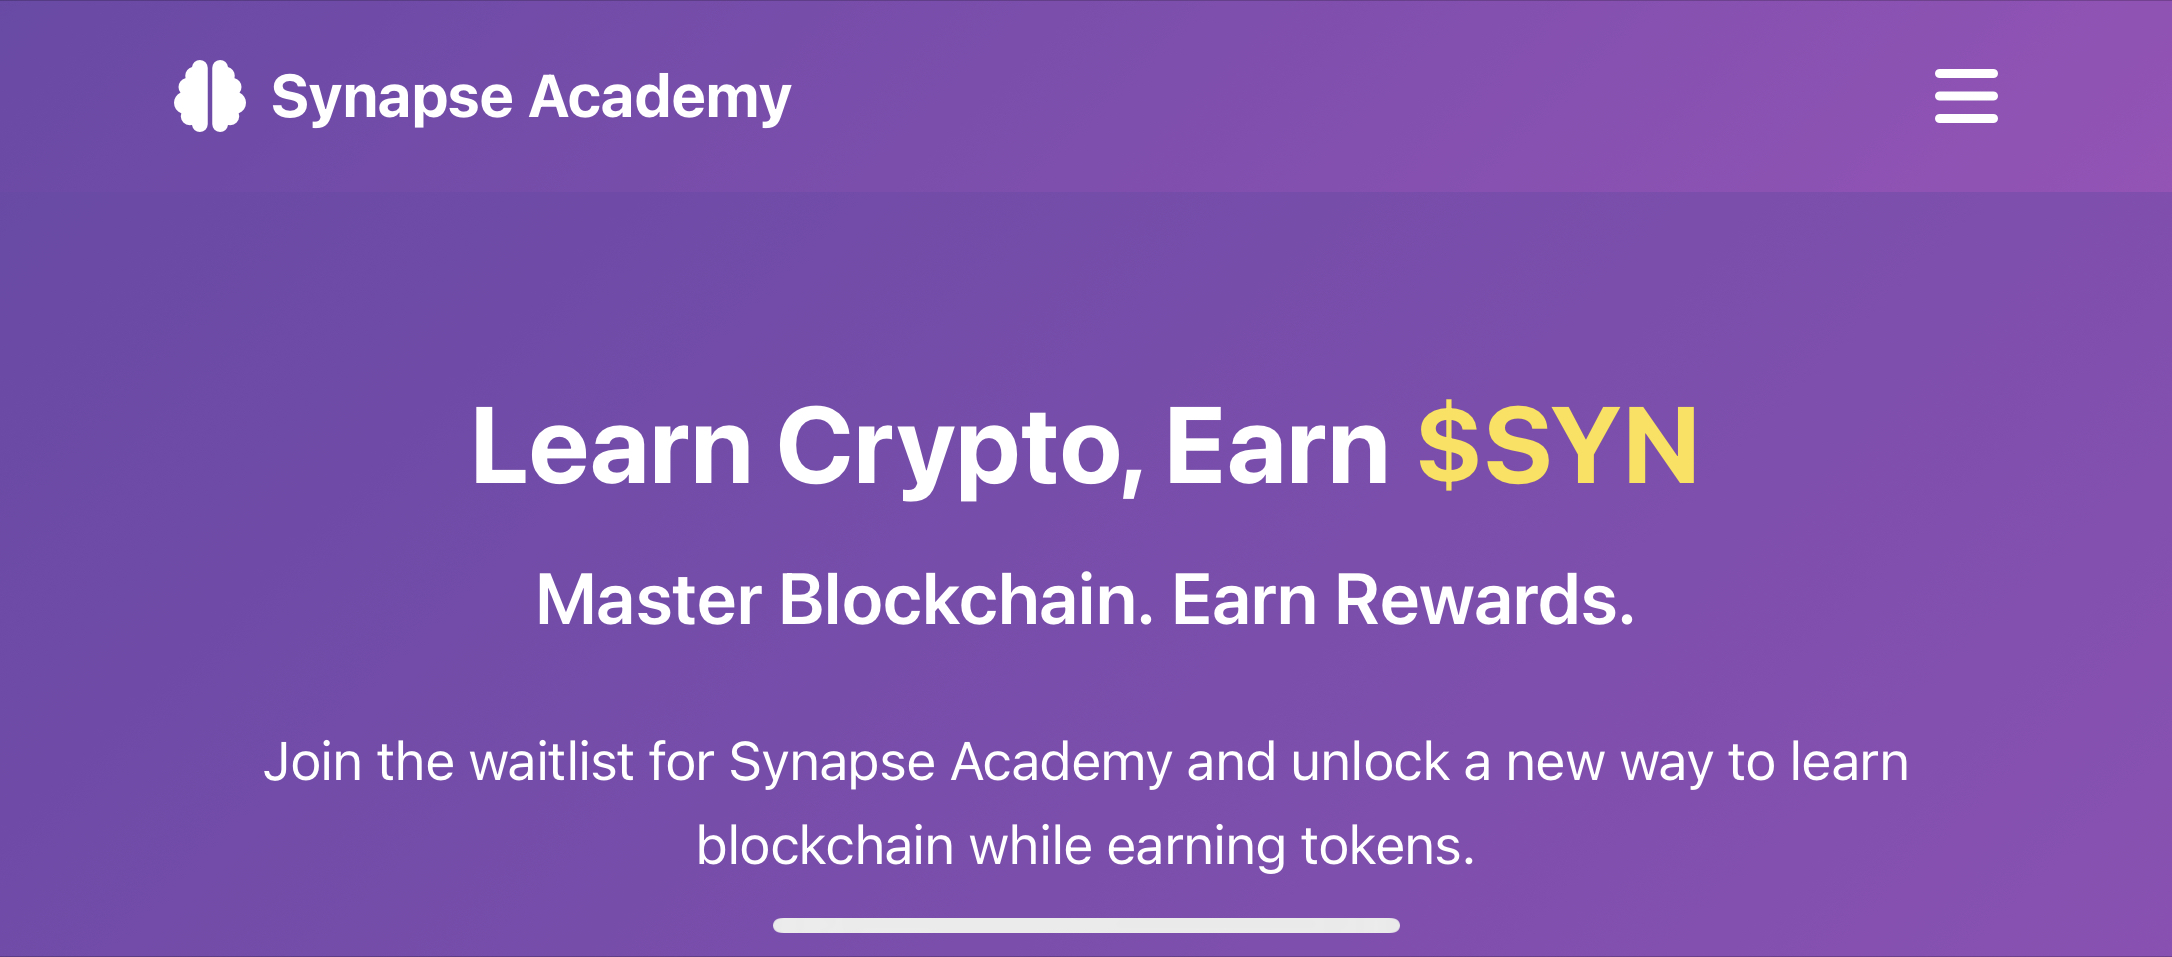 Synapse Academy
Learn Crypto, Earn $SYN
Master Blockchain. Earn Rewards.
Join the waitlist for Synapse Academy and unlock a new way to learn
blockchain while earning tokens.